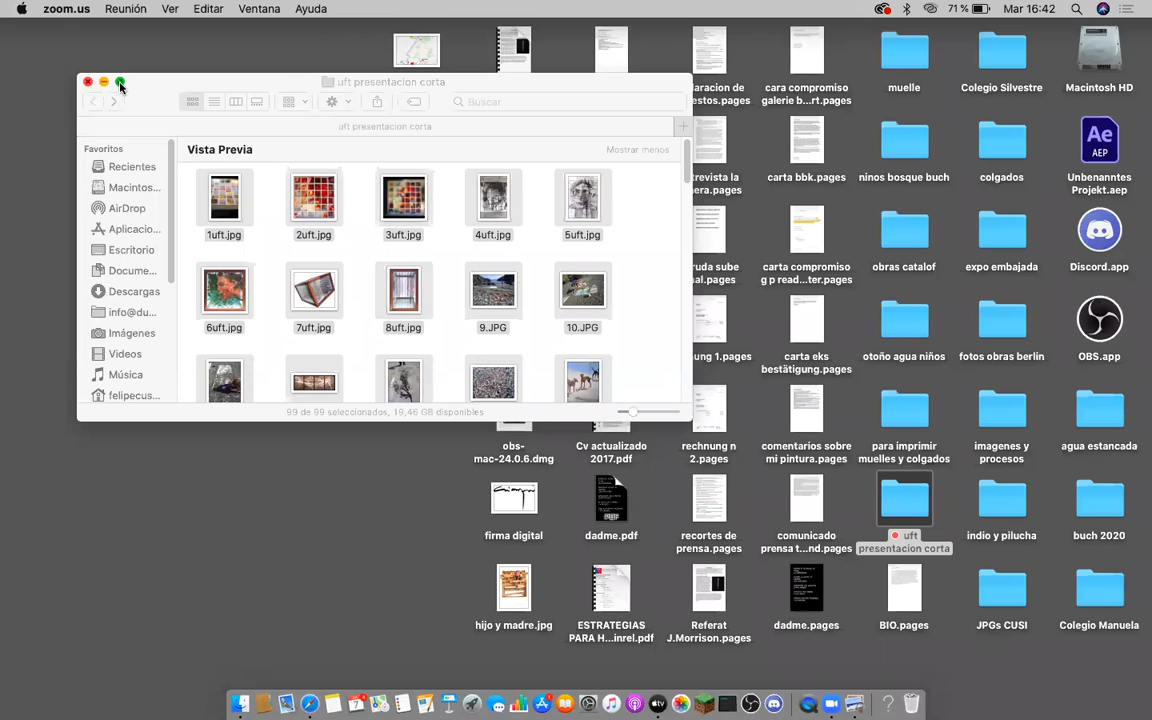 zoom.us Reunión Ver Editar Ventana Ayuda
71 % Mar 16:42
uft presentacion corta
Buscar
uft presentacion corta
Favoritos
Recientes
Macintos...
AirDrop
Aplicacio...
Escritorio
Docume...
Descargas
info@du...
Imágenes
Videos
Música
felipecus...
Vista Previa
Mostrar menos
1uft.jpg 2uft.jpg 3uft.jpg 4uft.jpg 5uft.jpg
6uft.jpg 7uft.jpg 8uft.jpg 9.JPG 10.JPG
99 de 99 seleccionados, 19,46 GB disponibles
cara compromiso
galerie b...rt.pages
muelle
Colegio Silvestre
Macintosh HD
carta bbk.pages
ninos bosque buch
colgados
Unbenanntes
Projekt.aep
Ae
AEP
carta compromiso
g p read...ter.pages
obras catalof
expo embajada
Discord.app
carta eks
bestätigung.pages
otoño agua niños
fotos obras berlin
OBS.app
obs-
mac-24.0.6.dmg
Cv actualizado
2017.pdf
rechnung n
2.pages
comentarios sobre
mi pintura.pages
para imprimir
muelles y colgados
imagenes y
procesos
agua estancada
firma digital
dadme.pdf
recortes de
prensa.pages
comunicado
prensa t...nd.pages
uft
presentacion corta
indio y pilucha
buch 2020
hijo y madre.jpg
ESTRATEGIAS
PARA H...inrel.pdf
Referat
J.Morrison.pages
dadme.pages
BIO.pages
JPGs CUSI
Colegio Manuela